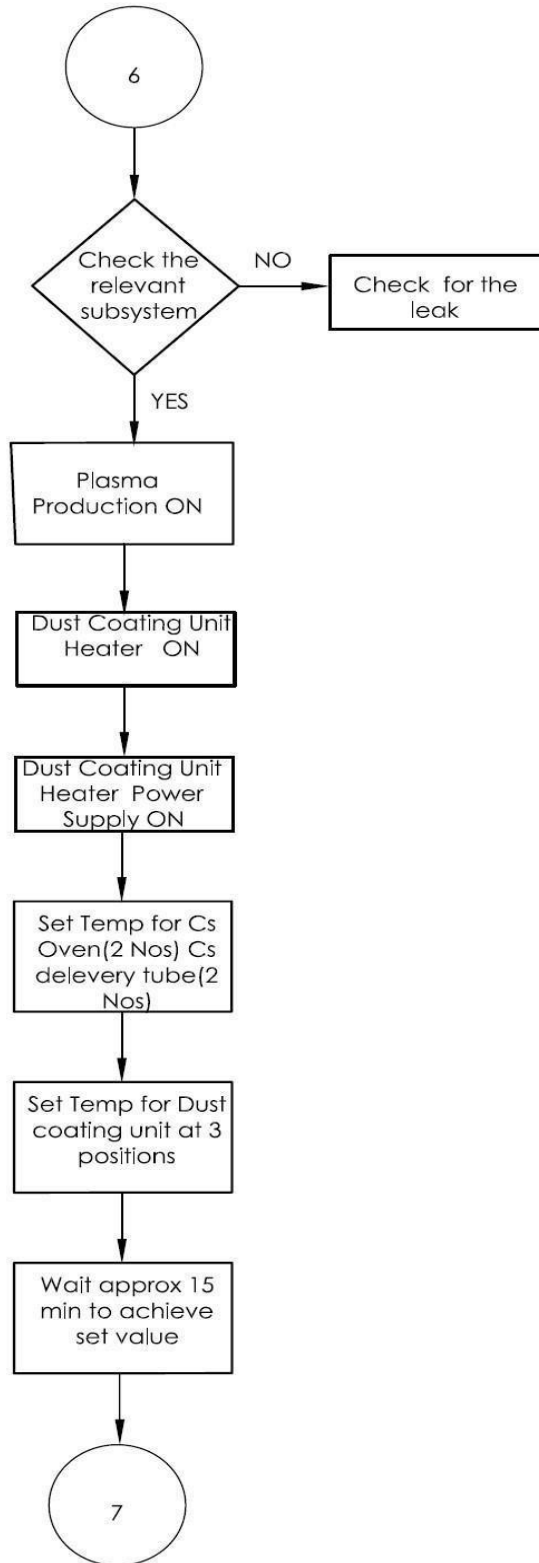 6
Check the
relevant
subsystem
NO
Check for the
leak
YES
Plasma
Production ON
Dust Coating Unit
Heater ON
Dust Coating Unit
Heater Power
Supply ON
Set Temp for Cs
Oven(2 Nos) Cs
delevery tube(2
Nos)
Set Temp for Dust
coating unit at 3
positions
Wait approx 15
min to achieve
set value
7